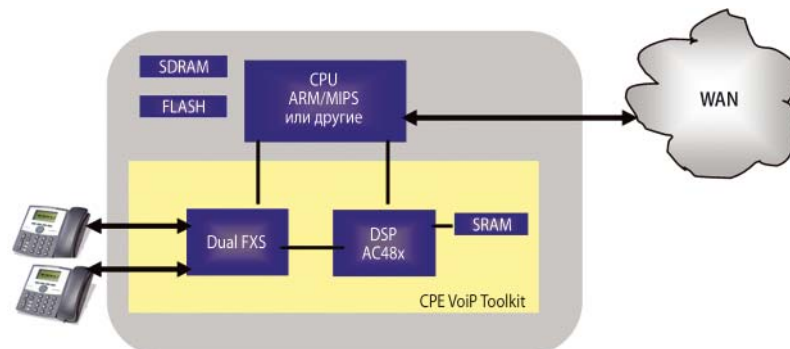 SDRAM
FLASH
CPU
ARM/MIPS
или другие
WAN
Dual FXS
DSP
AC48x
SRAM
CPE VoiP Toolkit